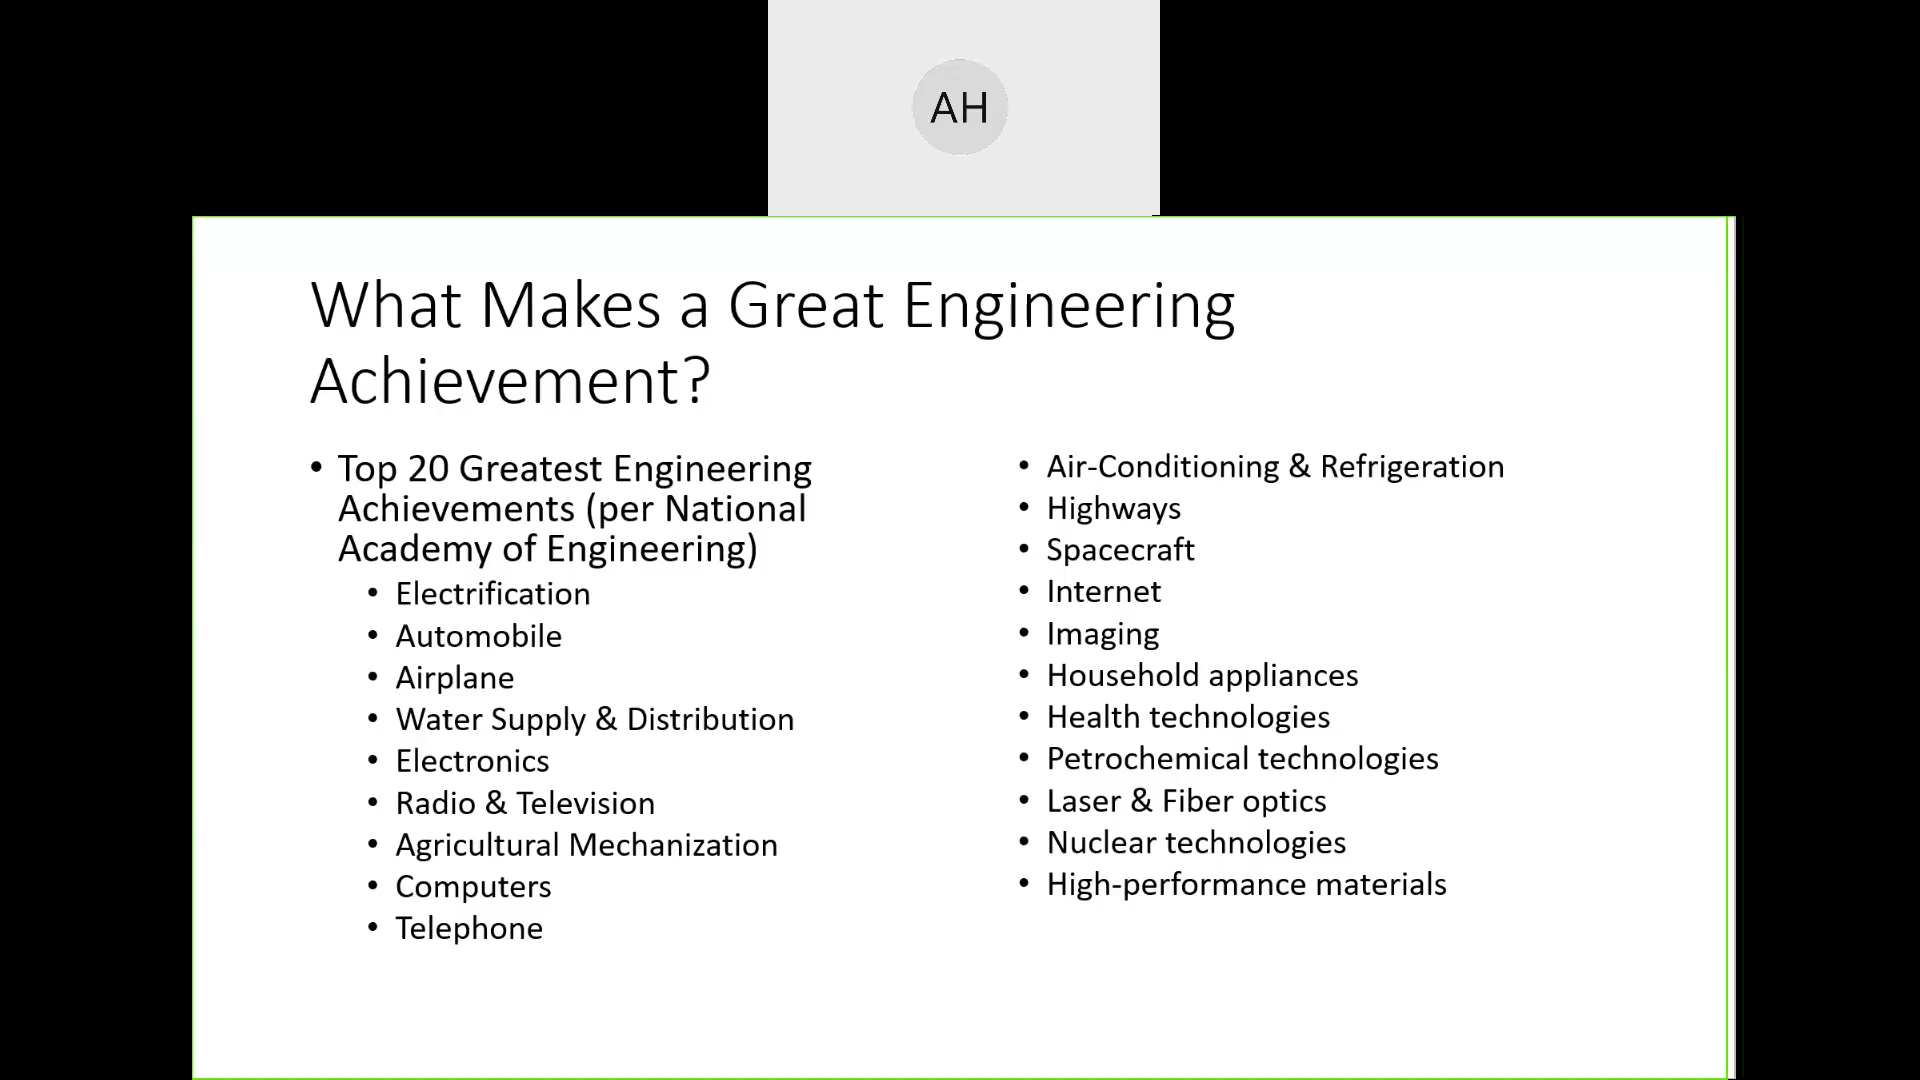 AH
What Makes a Great Engineering
Achievement?
• Top 20 Greatest Engineering
Achievements (per National
Academy of Engineering)
• Electrification
• Automobile
• Airplane
• Water Supply & Distribution
• Electronics
• Radio & Television
• Agricultural Mechanization
• Computers
• Telephone
• Air-Conditioning & Refrigeration
• Highways
• Spacecraft
• Internet
• Imaging
• Household appliances
• Health technologies
• Petrochemical technologies
• Laser & Fiber optics
• Nuclear technologies
• High-performance materials